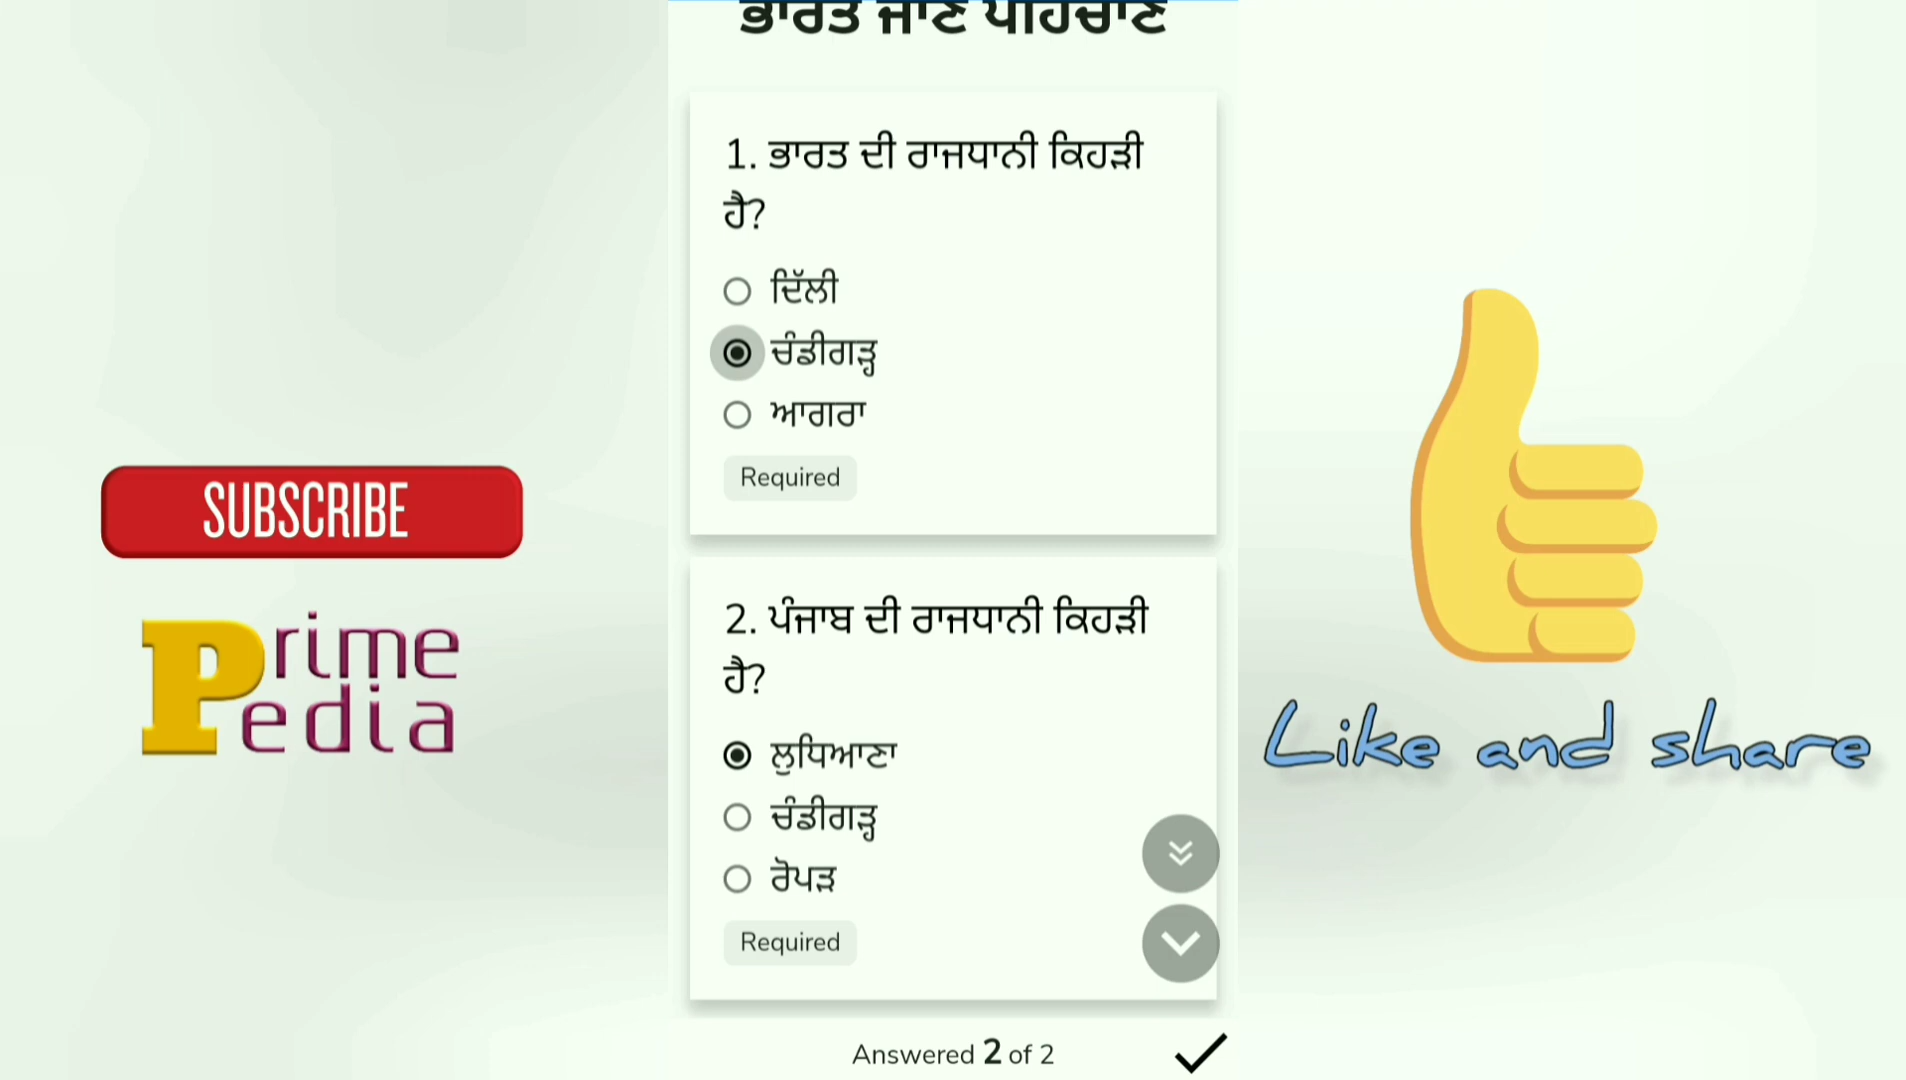 ਭਾਰਤ ਜਾਣ ਪਹਿਚਾਣ
1. ਭਾਰਤ ਦੀ ਰਾਜਧਾਨੀ ਕਿਹੜੀ
ਹੈ?
ਦਿੱਲੀ
ਚੰਡੀਗੜ੍ਹ
ਆਗਰਾ
Required
2. ਪੰਜਾਬ ਦੀ ਰਾਜਧਾਨੀ ਕਿਹੜੀ
ਹੈ?
ਲੁਧਿਆਣਾ
ਚੰਡੀਗੜ੍ਹ
ਰੋਪੜ
Required
Answered 2 of 2
SUBSCRIBE
Prime
Pedia
Like and share